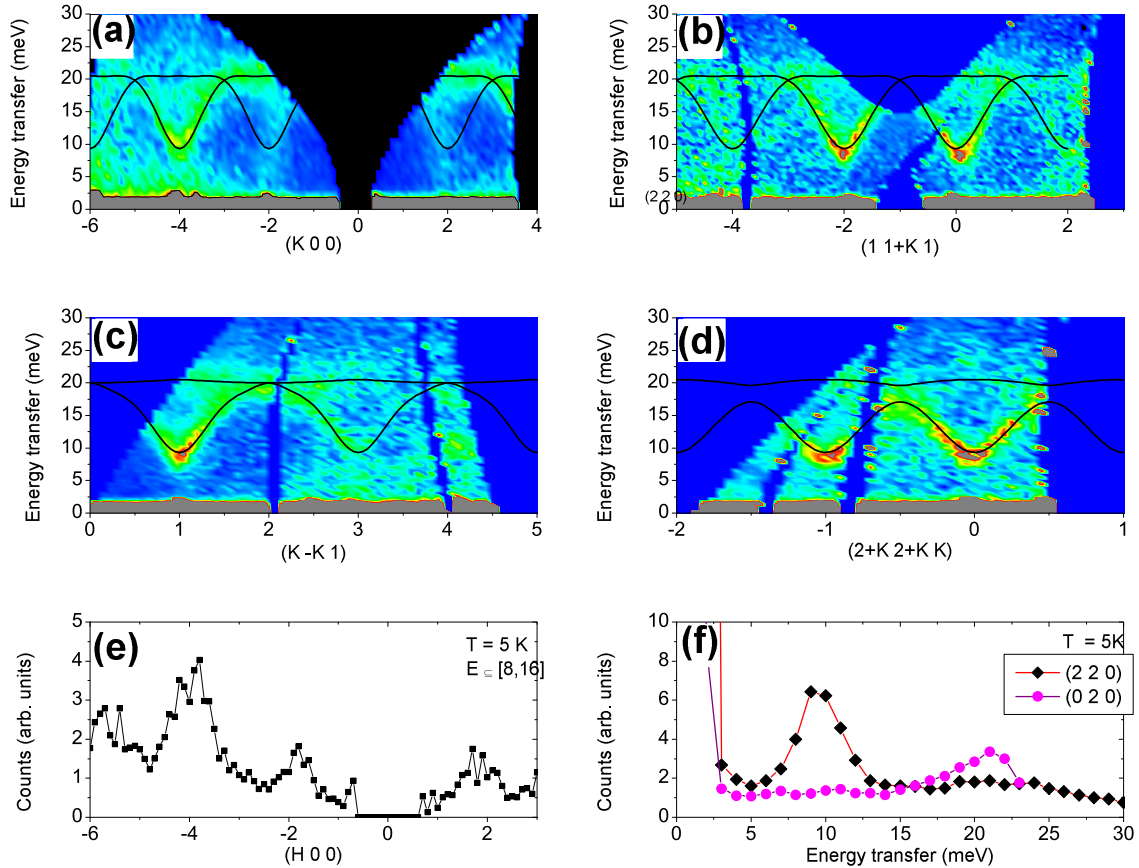 (a)
Energy transfer (meV)
30
25
20
15
10
5
0
-6 -4 -2 0 2 4
(K 0 0)
(b)
Energy transfer (meV)
30
25
20
15
10
5
0
(2 2 0)
-4 -2 0 2
(1 1+K 1)
(c)
Energy transfer (meV)
30
25
20
15
10
5
0
0 1 2 3 4 5
(K -K 1)
(d)
Energy transfer (meV)
30
25
20
15
10
5
0
-2 -1 0 1
(2+K 2+K K)
(e)
T = 5 K
E ⊆ [8,16]
Counts (arb. units)
5
4
3
2
1
0
-6 -4 -2 0 2
(H 0 0)
(f)
T = 5K
(2 2 0)
(0 2 0)
Counts (arb. units)
10
8
6
4
2
0
0 5 10 15 20 25 30
Energy transfer (meV)